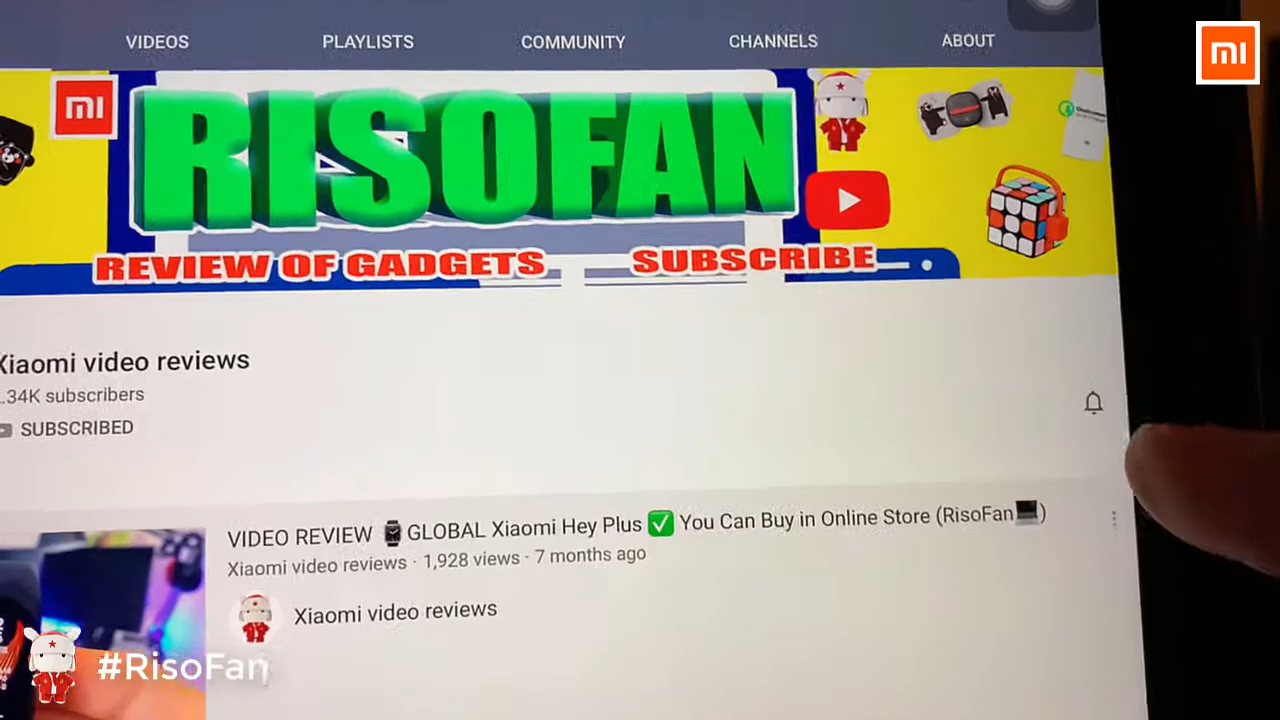 VIDEOS PLAYLISTS COMMUNITY CHANNELS ABOUT
mi
mi
RISOFAN
REVIEW OF GADGETS SUBSCRIBE
Xiaomi video reviews
.34K subscribers
SUBSCRIBED
VIDEO REVIEW ⌚GLOBAL Xiaomi Hey Plus ✅ You Can Buy in Online Store (RisoFan💻)
Xiaomi video reviews · 1,928 views · 7 months ago
Xiaomi video reviews
#RisoFan